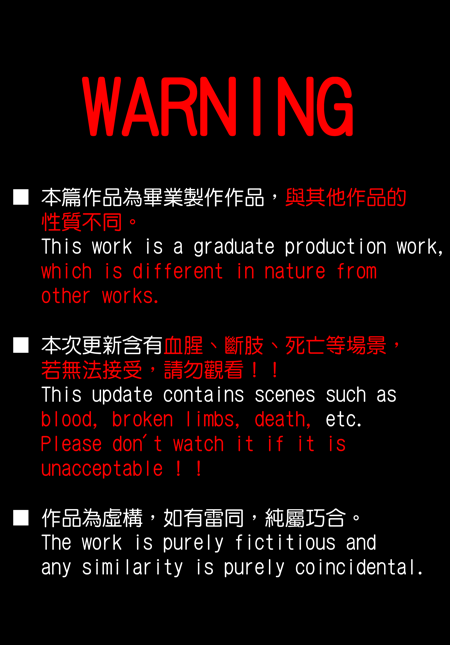 WARNING
■ 本篇作品為畢業製作作品，與其他作品的
性質不同。
This work is a graduate production work,
which is different in nature from
other works.
■ 本次更新含有血腥、斷肢、死亡等場景，
若無法接受，請勿觀看！！
This update contains scenes such as
blood, broken limbs, death, etc.
Please don't watch it if it is
unacceptable！！
■ 作品為虛構，如有雷同，純屬巧合。
The work is purely fictitious and
any similarity is purely coincidental.